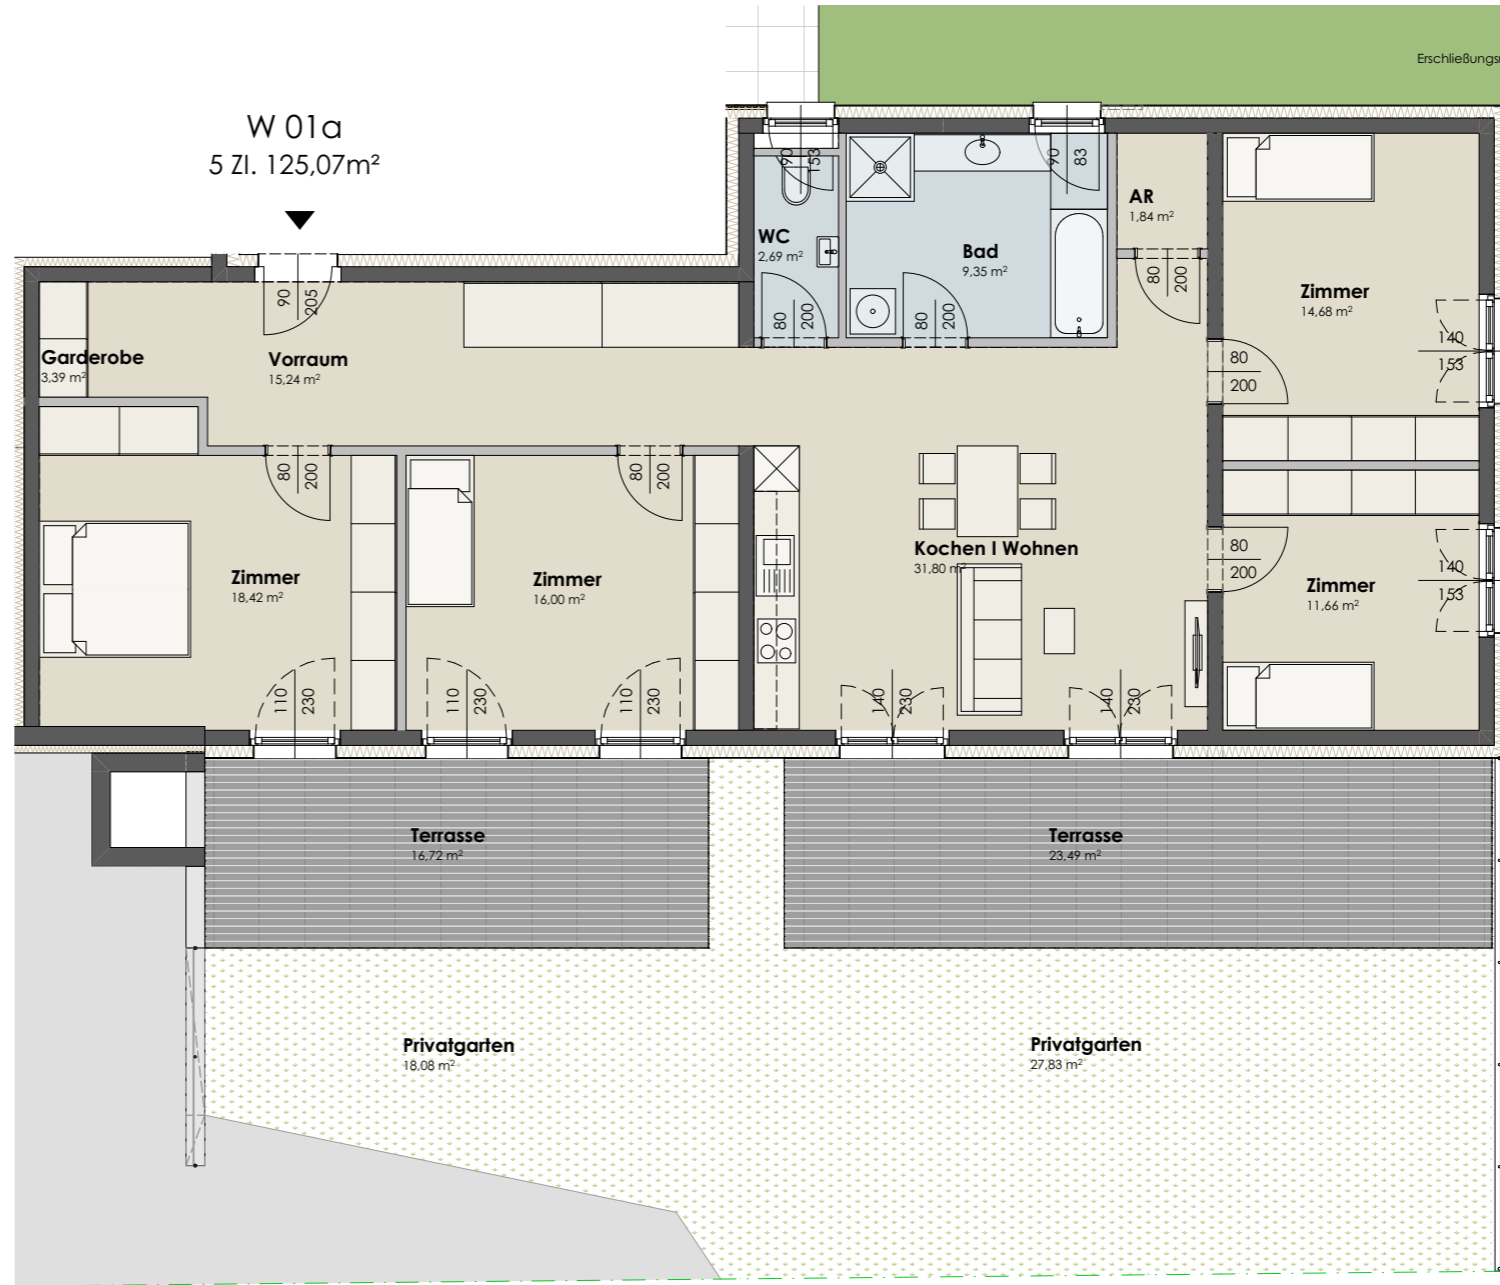 Erschließungs
W 01a
5 ZI. 125,07m²
90
153
90
83
AR
1,84 m²
WC
2,69 m²
Bad
9,35 m²
80
200
Zimmer
14,68 m²
90
205
80
200
80
200
140
153
Garderobe
3,39 m²
Vorraum
15,24 m²
80
200
80
200
80
200
Kochen I Wohnen
31,80 m²
80
200
140
153
Zimmer
18,42 m²
Zimmer
16,00 m²
Zimmer
11,66 m²
110
230
110
230
110
230
140
230
140
230
Terrasse
16,72 m²
Terrasse
23,49 m²
Privatgarten
18,08 m²
Privatgarten
27,83 m²